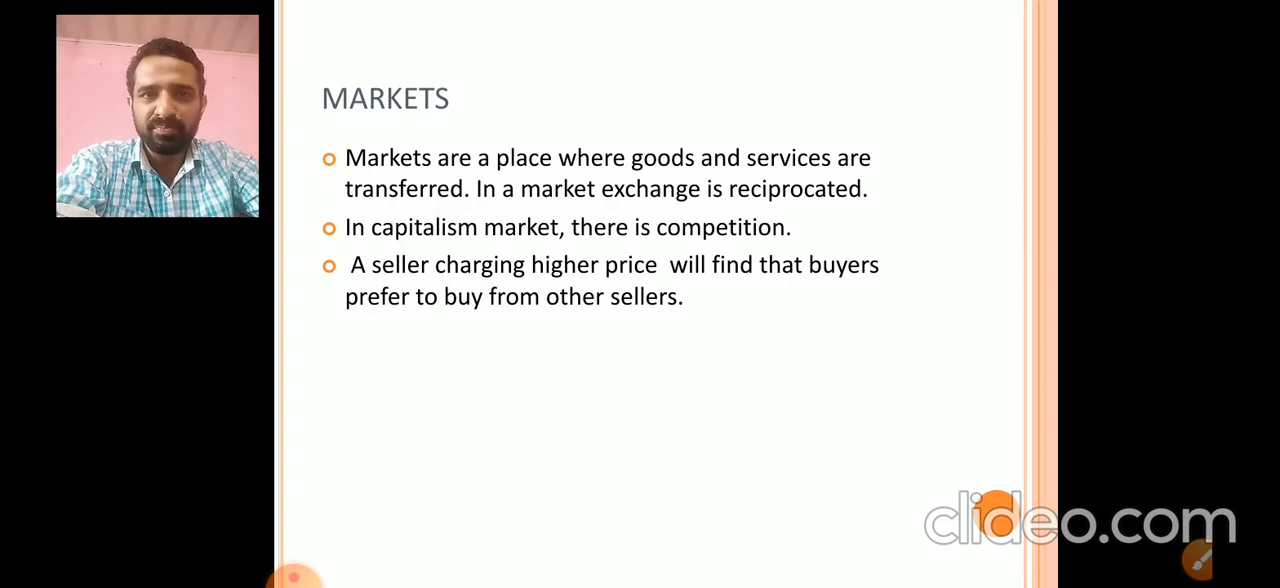 MARKETS
Markets are a place where goods and services are
transferred. In a market exchange is reciprocated.
In capitalism market, there is competition.
A seller charging higher price  will find that buyers
prefer to buy from other sellers.
clideo.com